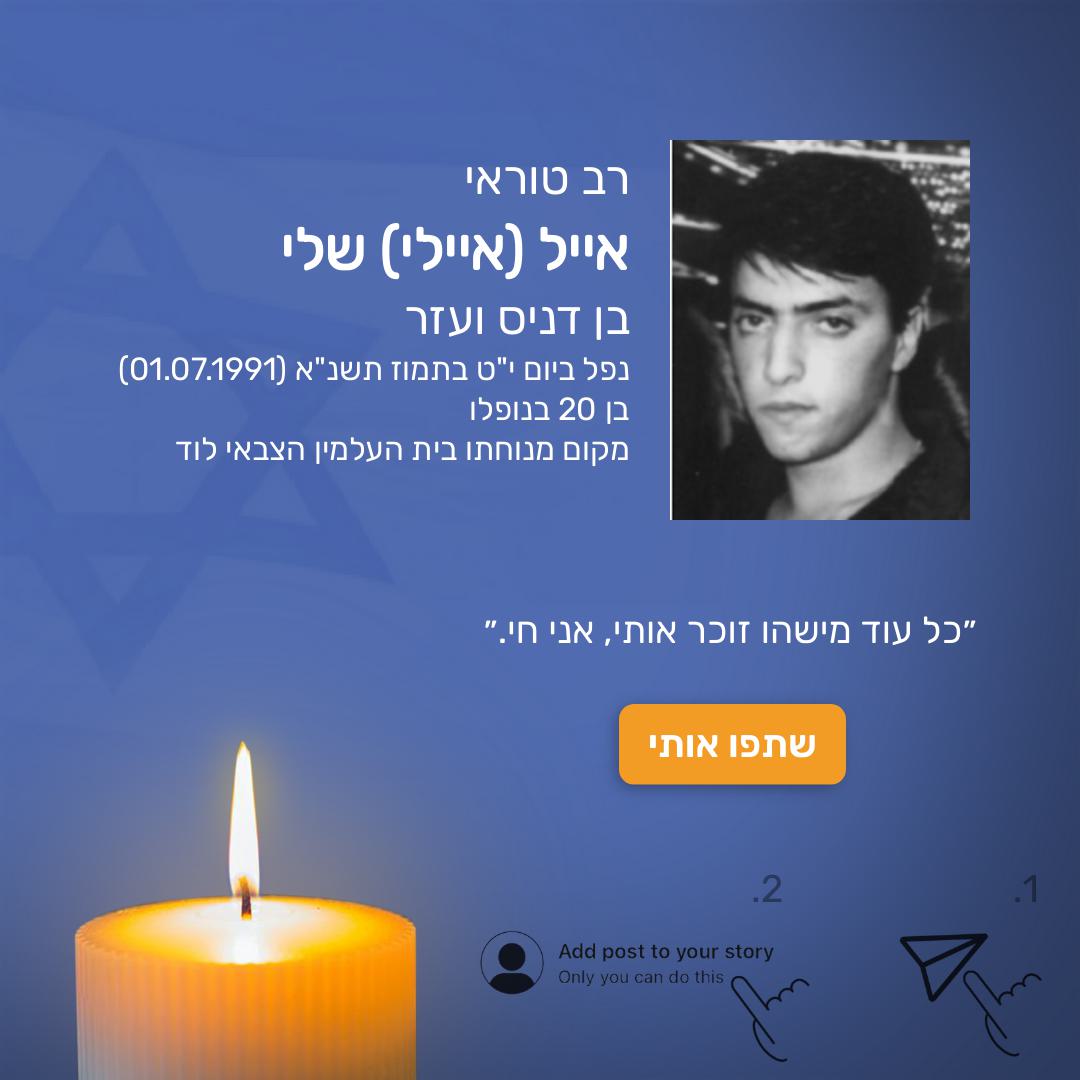 רב טוראי
אייל (איילי) שלי
בן דניס ועזר
נפל ביום י"ט בתמוז תשנ"א (01.07.1991)
בן 20 בנופלו
מקום מנוחתו בית העלמין הצבאי לוד
״כל עוד מישהו זוכר אותי, אני חי.״
שתפו אותי
.1
.2
Add post to your story
Only you can do this